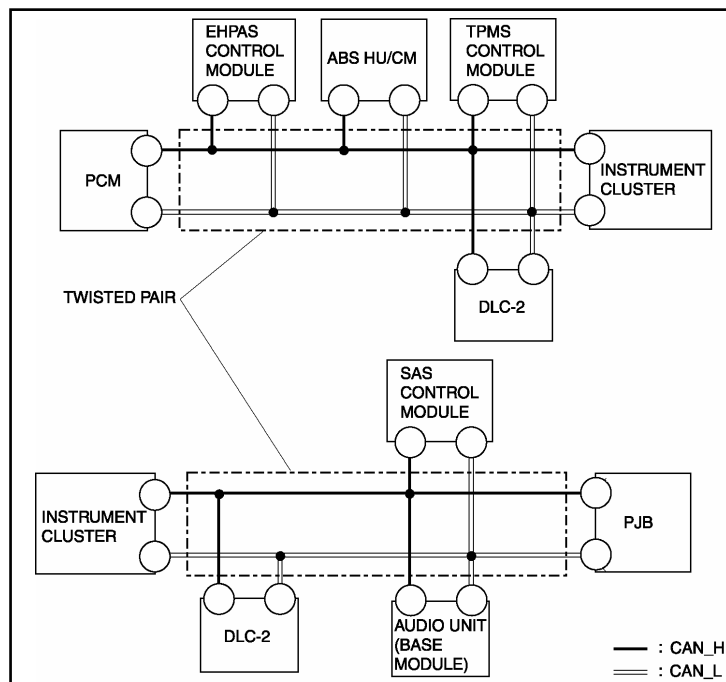 EHPAS
CONTROL
MODULE
ABS HU/CM
TPMS
CONTROL
MODULE
PCM
INSTRUMENT
CLUSTER
DLC-2
TWISTED PAIR
SAS
CONTROL
MODULE
INSTRUMENT
CLUSTER
PJB
DLC-2
AUDIO UNIT
(BASE
MODULE)
: CAN_H
: CAN_L